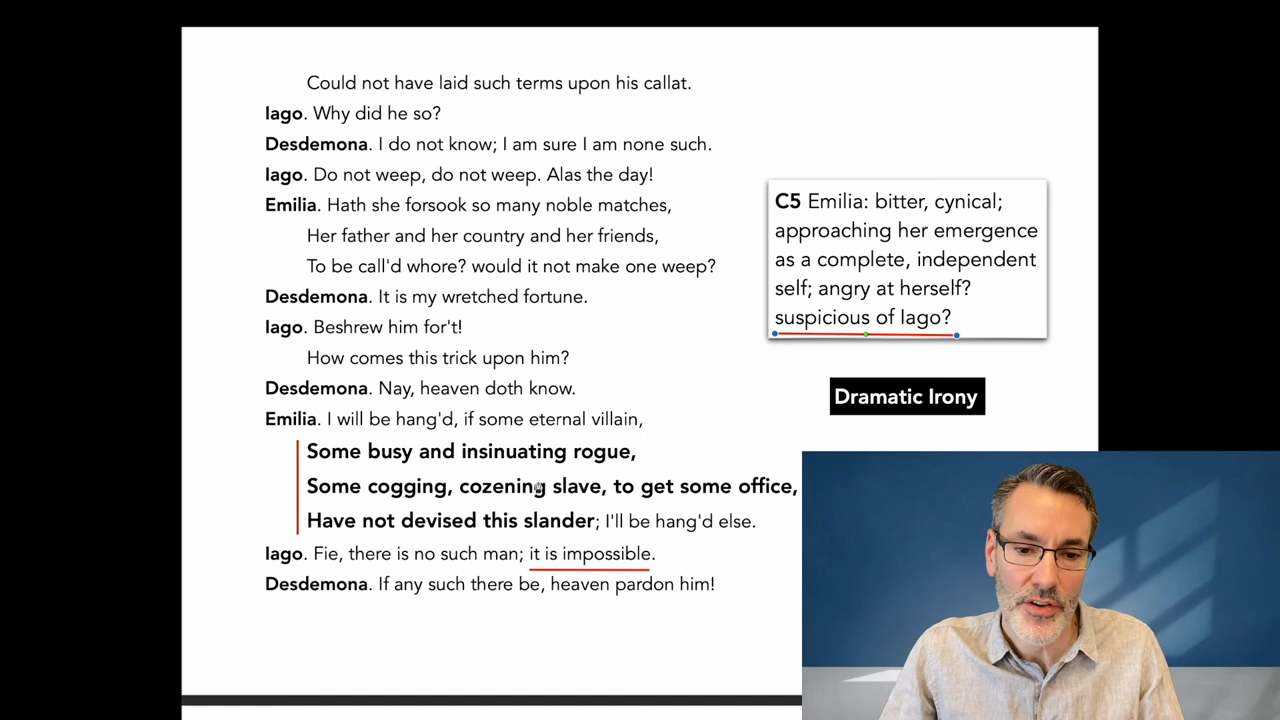 Could not have laid such terms upon his callat.
Iago. Why did he so?
Desdemona. I do not know; I am sure I am none such.
Iago. Do not weep, do not weep. Alas the day!
Emilia. Hath she forsook so many noble matches,
Her father and her country and her friends,
To be call'd whore? would it not make one weep?
Desdemona. It is my wretched fortune.
Iago. Beshrew him for't!
How comes this trick upon him?
Desdemona. Nay, heaven doth know.
Emilia. I will be hang'd, if some eternal villain,
Some busy and insinuating rogue,
Some cogging, cozening slave, to get some office,
Have not devised this slander; I'll be hang'd else.
Iago. Fie, there is no such man; it is impossible.
Desdemona. If any such there be, heaven pardon him!
C5 Emilia: bitter, cynical;
approaching her emergence
as a complete, independent
self; angry at herself?
suspicious of Iago?
Dramatic Irony